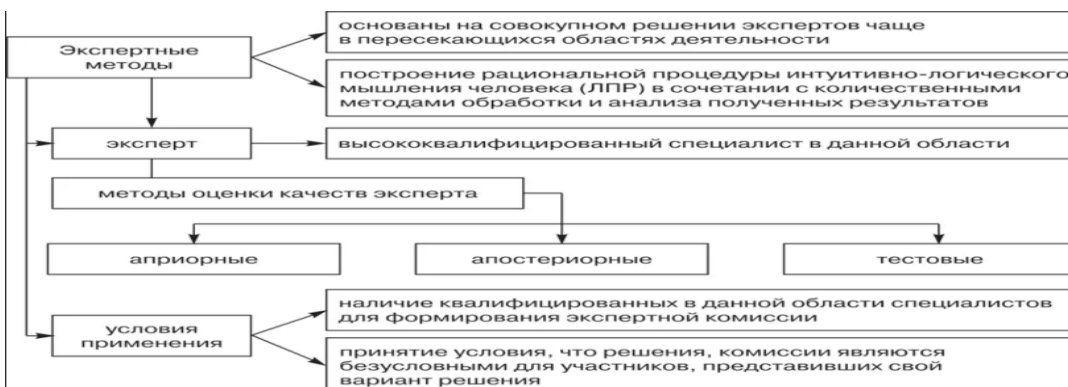 Экспертные
методы
основаны на совокупном решении экспертов чаще
в пересекающихся областях деятельности
построение рациональной процедуры интуитивно-логического
мышления человека (ЛПР) в сочетании с количественными
методами обработки и анализа полученных результатов
эксперт
высококвалифицированный специалист в данной области
методы оценки качеств эксперта
априорные
апостериорные
тестовые
условия
применения
наличие квалифицированных в данной области специалистов
для формирования экспертной комиссии
принятие условия, что решения, комиссии являются
безусловными для участников, представивших свой
вариант решения